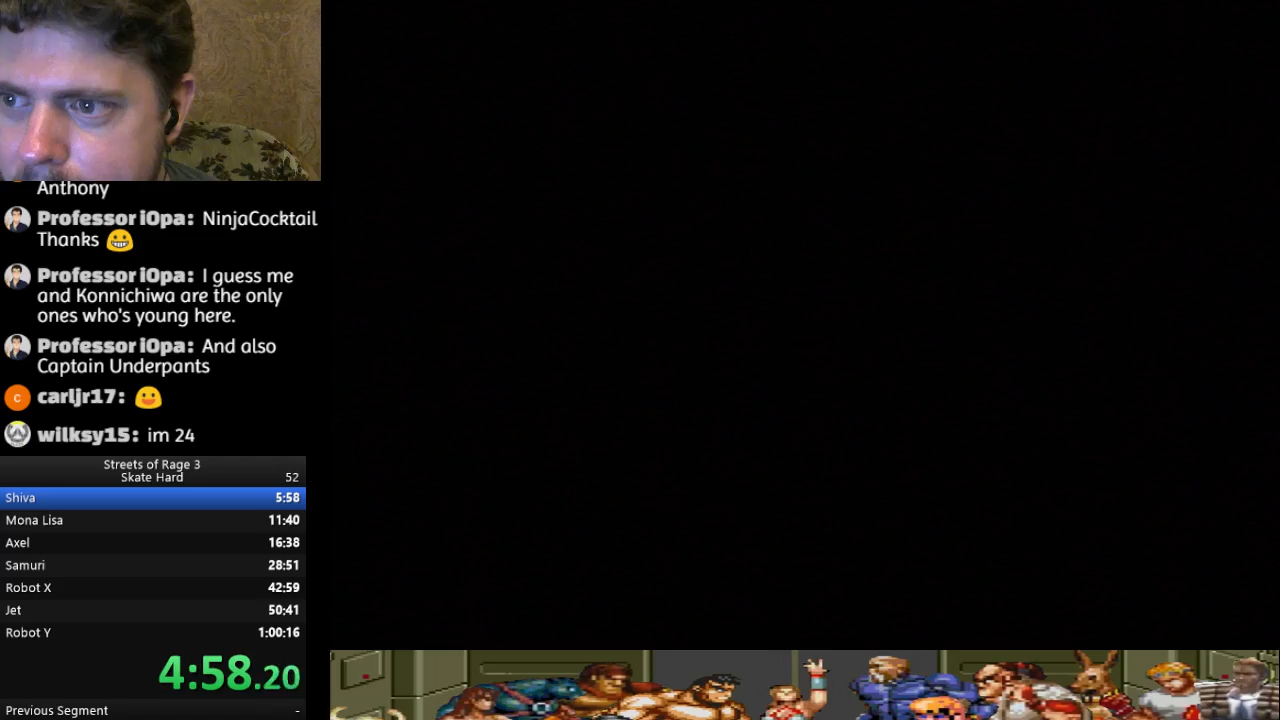 Anthony
Professor iOpa: NinjaCocktail
Thanks 😀
Professor iOpa: I guess me
and Konnichiwa are the only
ones who's young here.
Professor iOpa: And also
Captain Underpants
c carljr17: 😃
wilksy15: im 24
Streets of Rage 3
Skate Hard 52
Shiva 5:58
Mona Lisa 11:40
Axel 16:38
Samuri 28:51
Robot X 42:59
Jet 50:41
Robot Y 1:00:16
4:58.20
Previous Segment -